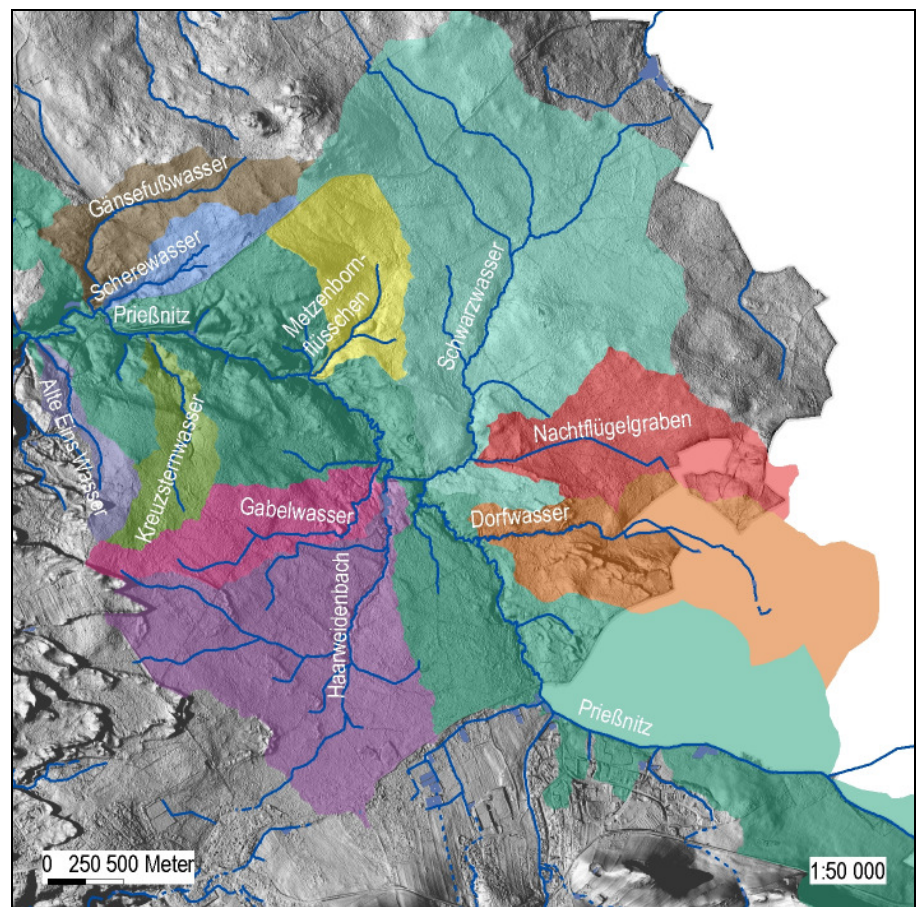 Gänsefußwasser
Scherewasser
Prießnitz
Metzenborn-
flüsschen
Schwarzwasser
Alte Eins Wasser
Kreuzsternwasser
Nachtflügelgraben
Gabelwasser
Dorfwasser
Haarweidenbach
Prießnitz
0 250 500 Meter
1:50 000